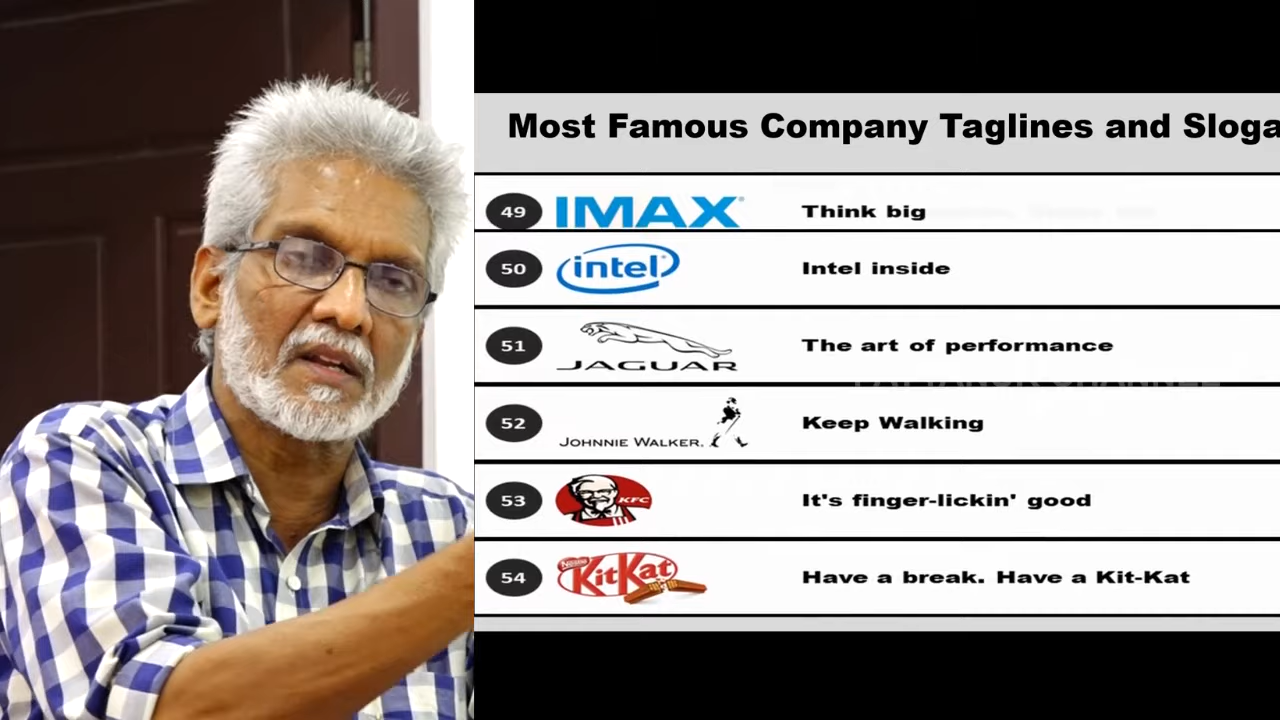 Most Famous Company Taglines and Sloga
49 IMAX Think big
50 intel Intel inside
51 JAGUAR The art of performance
52 JOHNNIE WALKER. Keep Walking
53 KFC It's finger-lickin' good
54 Nestle KitKat Have a break. Have a Kit-Kat